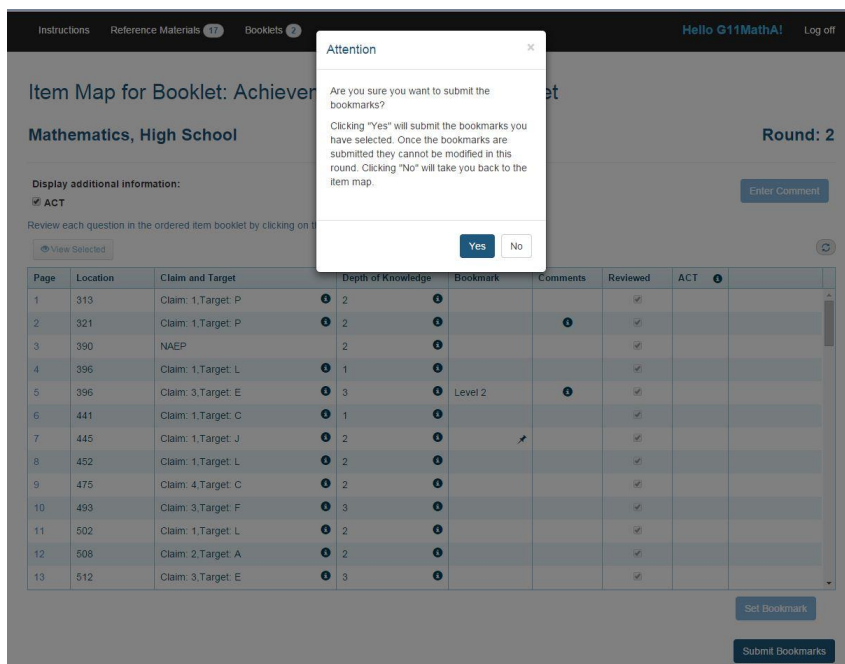 Instructions Reference Materials 17 Booklets 2 Hello G11MathA! Log off
Attention ×
Are you sure you want to submit the
bookmarks?
Clicking "Yes" will submit the bookmarks you
have selected. Once the bookmarks are
submitted they cannot be modified in this
round. Clicking "No" will take you back to the
item map.
Yes No
Item Map for Booklet: Achiever et
Mathematics, High School Round: 2
Display additional information:
ACT
Enter Comment
Review each question in the ordered item booklet by clicking on
View Selected
Page Location Claim and Target Depth of Knowledge Bookmark Comments Reviewed ACT
1 313 Claim: 1,Target: P 2
2 321 Claim: 1,Target: P 2
3 390 NAEP 2
4 396 Claim: 1,Target: L 1
5 396 Claim: 3,Target: E 3 Level 2
6 441 Claim: 1,Target: C 1
7 445 Claim: 1,Target: J 2
8 452 Claim: 1,Target: L 2
9 475 Claim: 4,Target: C 2
10 493 Claim: 3,Target: F 3
11 502 Claim: 1,Target: L 2
12 508 Claim: 2,Target: A 2
13 512 Claim: 3,Target: E 3
Set Bookmark
Submit Bookmarks